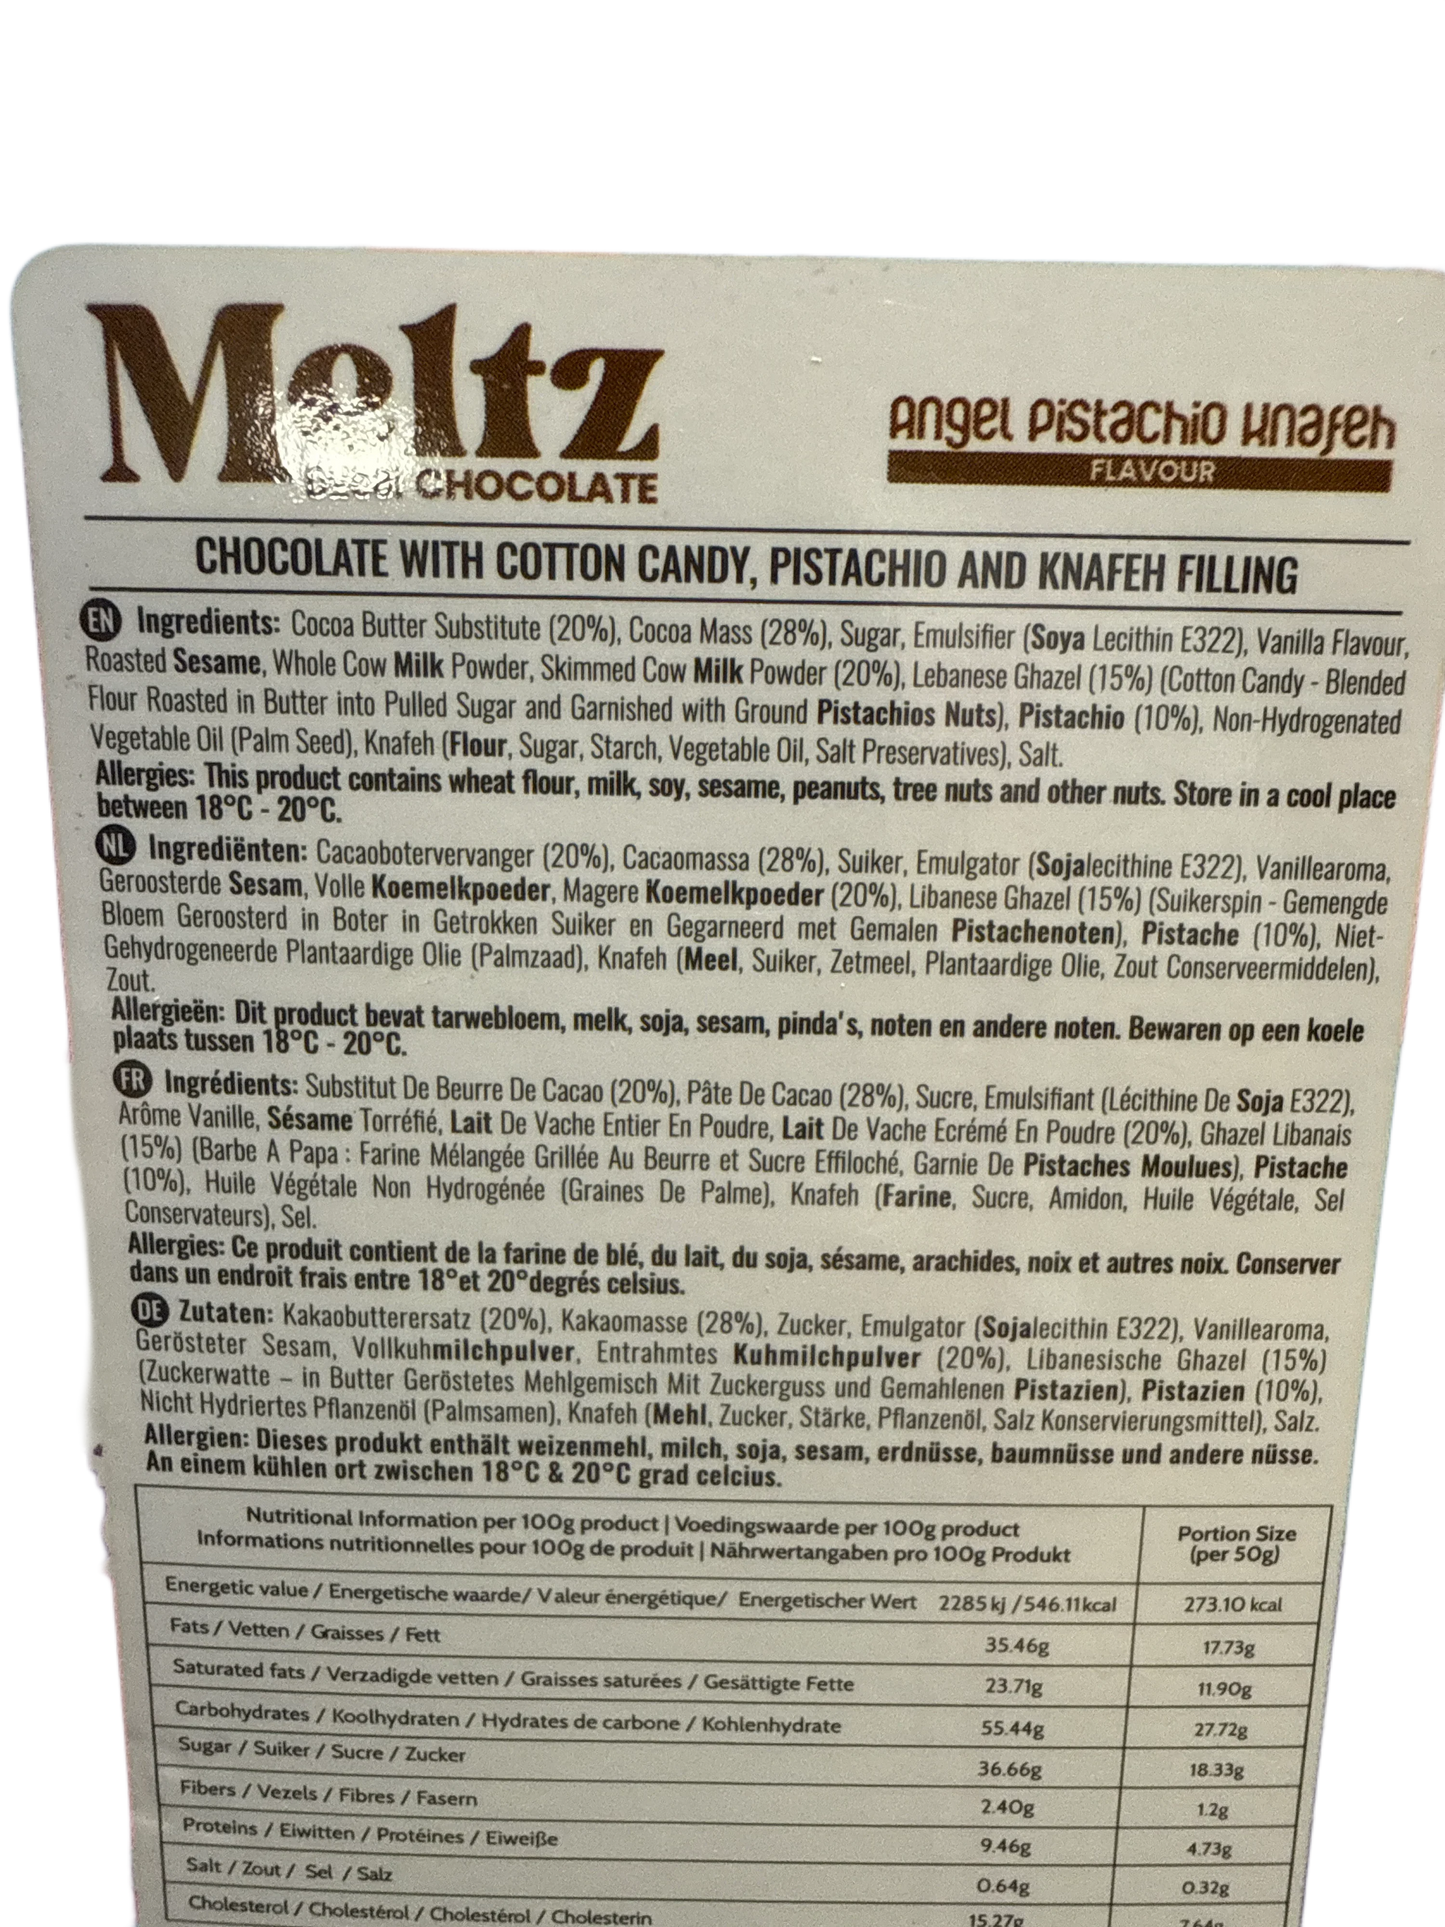 Meltz
CHOCOLATE
Angel Pistachio Knafeh
FLAVOUR
CHOCOLATE WITH COTTON CANDY, PISTACHIO AND KNAFEH FILLING
EN Ingredients: Cocoa Butter Substitute (20%), Cocoa Mass (28%), Sugar, Emulsifier (Soya Lecithin E322), Vanilla Flavour,
Roasted Sesame, Whole Cow Milk Powder, Skimmed Cow Milk Powder (20%), Lebanese Ghazel (15%) (Cotton Candy - Blended
Flour Roasted in Butter into Pulled Sugar and Garnished with Ground Pistachios Nuts), Pistachio (10%), Non-Hydrogenated
Vegetable Oil (Palm Seed), Knafeh (Flour, Sugar, Starch, Vegetable Oil, Salt Preservatives), Salt.
Allergies: This product contains wheat flour, milk, soy, sesame, peanuts, tree nuts and other nuts. Store in a cool place
between 18°C - 20°C.
NL Ingrediënten: Cacaobotervervanger (20%), Cacaomassa (28%), Suiker, Emulgator (Sojalecithine E322), Vanillearoma,
Geroosterde Sesam, Volle Koemelkpoeder, Magere Koemelkpoeder (20%), Libanese Ghazel (15%) (Suikerspin - Gemengde
Bloem Geroosterd in Boter in Getrokken Suiker en Gegarneerd met Gemalen Pistachenoten), Pistache (10%), Niet-
Gehydrogeneerde Plantaardige Olie (Palmzaad), Knafeh (Meel, Suiker, Zetmeel, Plantaardige Olie, Zout Conserveermiddelen),
Zout.
Allergieën: Dit product bevat tarwebloem, melk, soja, sesam, pinda's, noten en andere noten. Bewaren op een koele
plaats tussen 18°C - 20°C.
FR Ingrédients: Substitut De Beurre De Cacao (20%), Pâte De Cacao (28%), Sucre, Emulsifiant (Lécithine De Soja E322),
Arôme Vanille, Sésame Torréfié, Lait De Vache Entier En Poudre, Lait De Vache Ecrémé En Poudre (20%), Ghazel Libanais
(15%) (Barbe A Papa : Farine Mélangée Grillée Au Beurre et Sucre Effiloché, Garnie De Pistaches Moulues), Pistache
(10%), Huile Végétale Non Hydrogénée (Graines De Palme), Knafeh (Farine, Sucre, Amidon, Huile Végétale, Sel
Conservateurs), Sel.
Allergies: Ce produit contient de la farine de blé, du lait, du soja, sésame, arachides, noix et autres noix. Conserver
dans un endroit frais entre 18°et 20°degrés celsius.
DE Zutaten: Kakaobutterersatz (20%), Kakaomasse (28%), Zucker, Emulgator (Sojalecithin E322), Vanillearoma,
Gerösteter Sesam, Vollkuhmilchpulver, Entrahmtes Kuhmilchpulver (20%), Libanesische Ghazel (15%)
(Zuckerwatte – in Butter Geröstetes Mehlgemisch Mit Zuckerguss und Gemahlenen Pistazien), Pistazien (10%),
Nicht Hydriertes Pflanzenöl (Palmsamen), Knafeh (Mehl, Zucker, Stärke, Pflanzenöl, Salz Konservierungsmittel), Salz.
Allergien: Dieses produkt enthält weizenmehl, milch, soja, sesam, erdnüsse, baumnüsse und andere nüsse.
An einem kühlen ort zwischen 18°C & 20°C grad celcius.
Nutritional Information per 100g product | Voedingswaarde per 100g product
Informations nutritionnelles pour 100g de produit | Nährwertangaben pro 100g Produkt
Portion Size
(per 50g)
Energetic value / Energetische waarde/ Valeur énergétique/ Energetischer Wert 2285 kj /546.11kcal 273.10 kcal
Fats / Vetten / Graisses / Fett 35.46g 17.73g
Saturated fats / Verzadigde vetten / Graisses saturées / Gesättigte Fette 23.71g 11.90g
Carbohydrates / Koolhydraten / Hydrates de carbone / Kohlenhydrate 55.44g 27.72g
Sugar / Suiker / Sucre / Zucker 36.66g 18.33g
Fibers / Vezels / Fibres / Fasern 2.40g 1.2g
Proteins / Eiwitten / Protéines / Eiweiße 9.46g 4.73g
Salt / Zout / Sel / Salz 0.64g 0.32g
Cholesterol / Cholestérol / Cholestérol / Cholesterin 15.27g